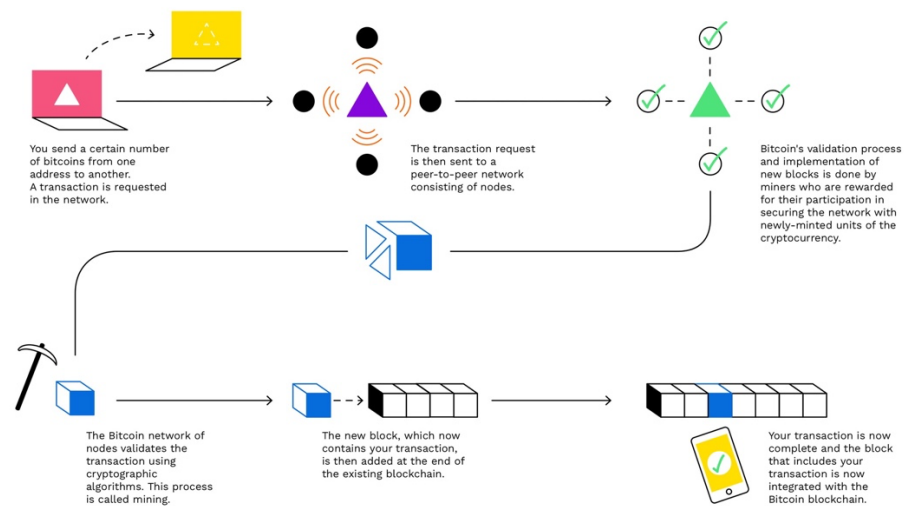 You send a certain number
of bitcoins from one
address to another.
A transaction is requested
in the network.
The transaction request
is then sent to a
peer-to-peer network
consisting of nodes.
Bitcoin's validation process
and implementation of
new blocks is done by
miners who are rewarded
for their participation in
securing the network with
newly-minted units of the
cryptocurrency.
The Bitcoin network of
nodes validates the
transaction using
cryptographic
algorithms. This process
is called mining.
The new block, which now
contains your transaction,
is then added at the end of
the existing blockchain.
Your transaction is now
complete and the block
that includes your
transaction is now
integrated with the
Bitcoin blockchain.